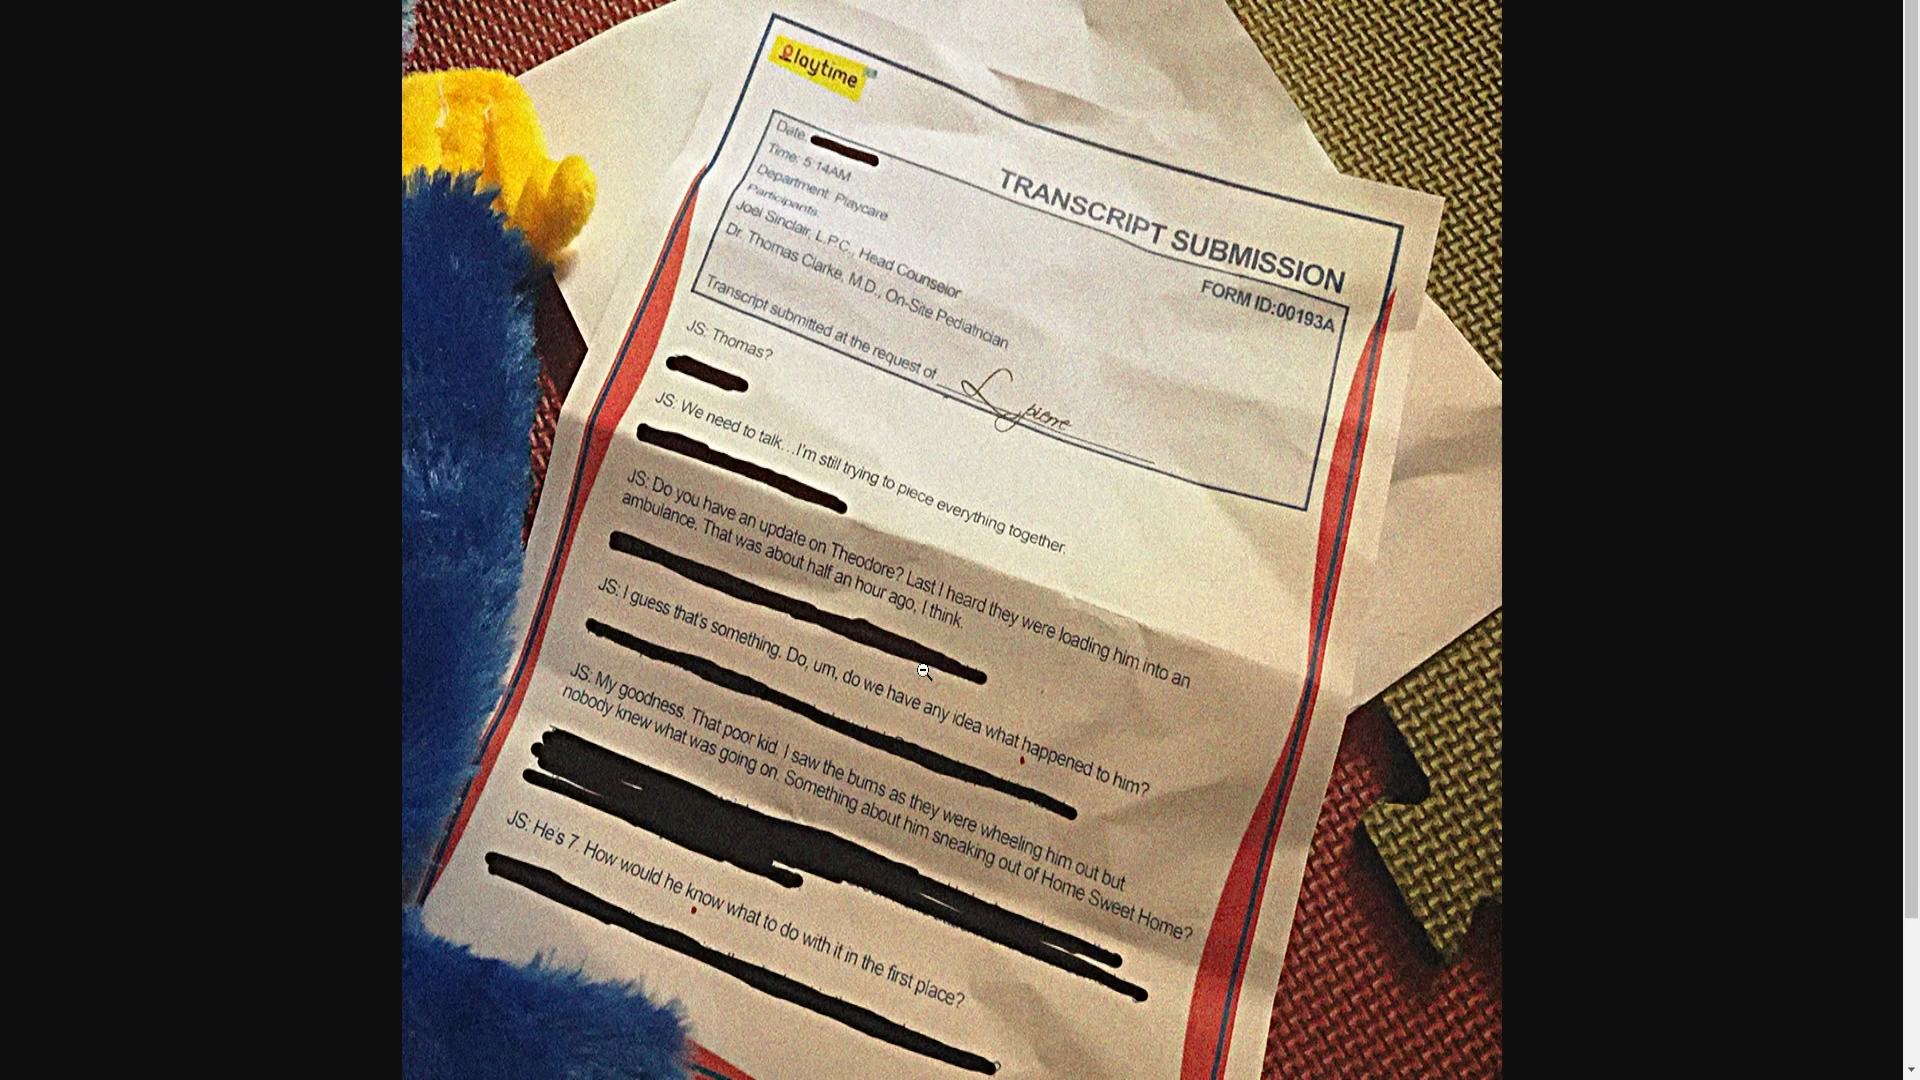 Playtime
TRANSCRIPT SUBMISSION
FORM ID:00193A
Date:
Time: 5:14AM
Department: Playcare
Participants:
Joei Sinclair, L.P.C., Head Counselor
Dr. Thomas Clarke, M.D., On-Site Pediatrician
Transcript submitted at the request of L. pierre
JS: Thomas?
JS: We need to talk…I'm still trying to piece everything together.
JS: Do you have an update on Theodore? Last I heard they were loading him into an
ambulance. That was about half an hour ago, I think.
JS: I guess that's something. Do, um, do we have any idea what happened to him?
JS: My goodness. That poor kid. I saw the burns as they were wheeling him out but
nobody knew what was going on. Something about him sneaking out of Home Sweet Home?
JS: He's 7. How would he know what to do with it in the first place?